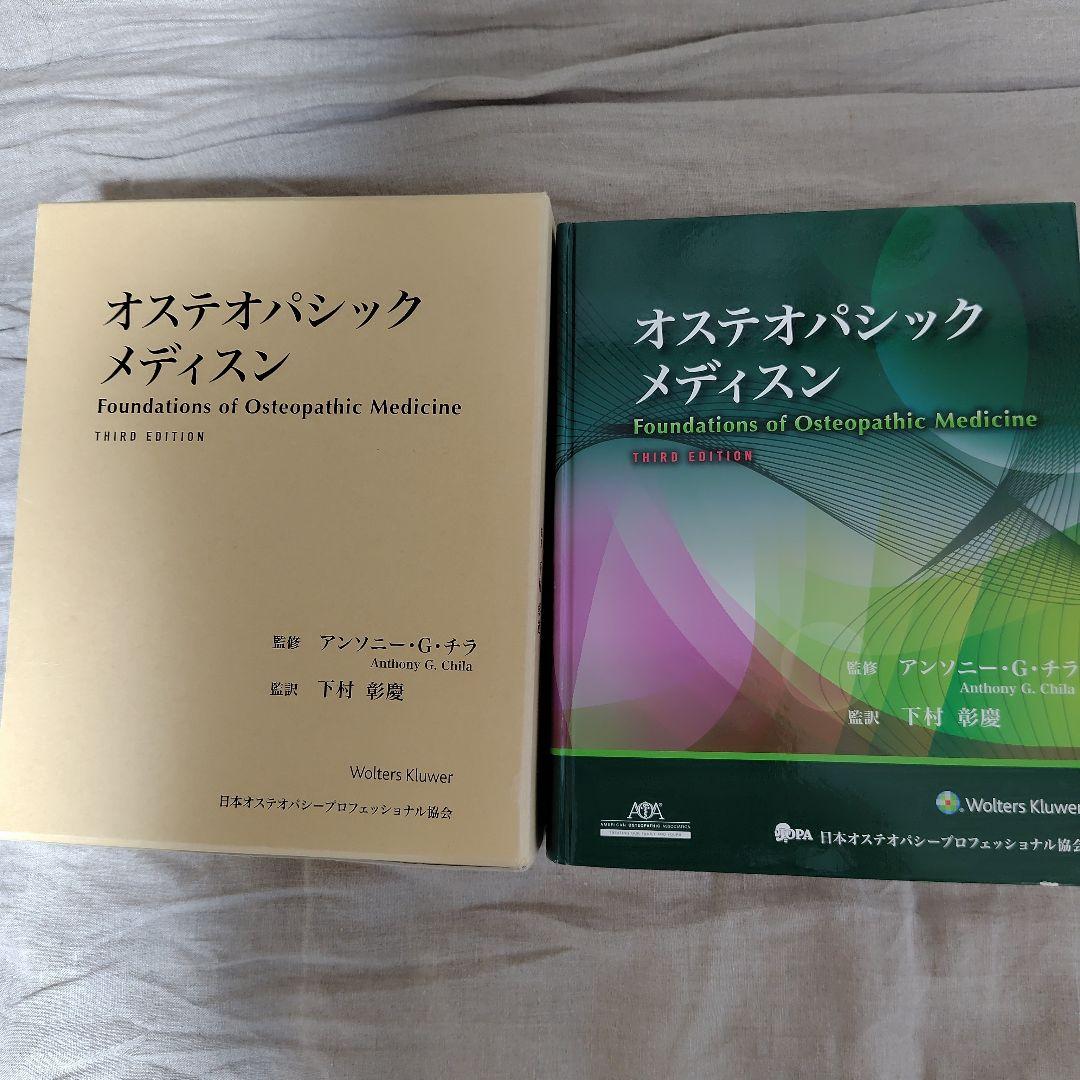 オステオパシック
メディスン
Foundations of Osteopathic Medicine
THIRD EDITION
監修 アンソニー・G・チラ
Anthony G. Chila
監訳 下村 彰慶
Wolters Kluwer
日本オステオパシープロフェッショナル協会
オステオパシック
メディスン
Foundations of Osteopathic Medicine
THIRD EDITION
監修 アンソニー・G・チラ
Anthony G. Chila
監訳 下村 彰慶
AOA
AMERICAN OSTEOPATHIC ASSOCIATION
Wolters Kluwer
JOPA 日本オステオパシープロフェッショナル協会